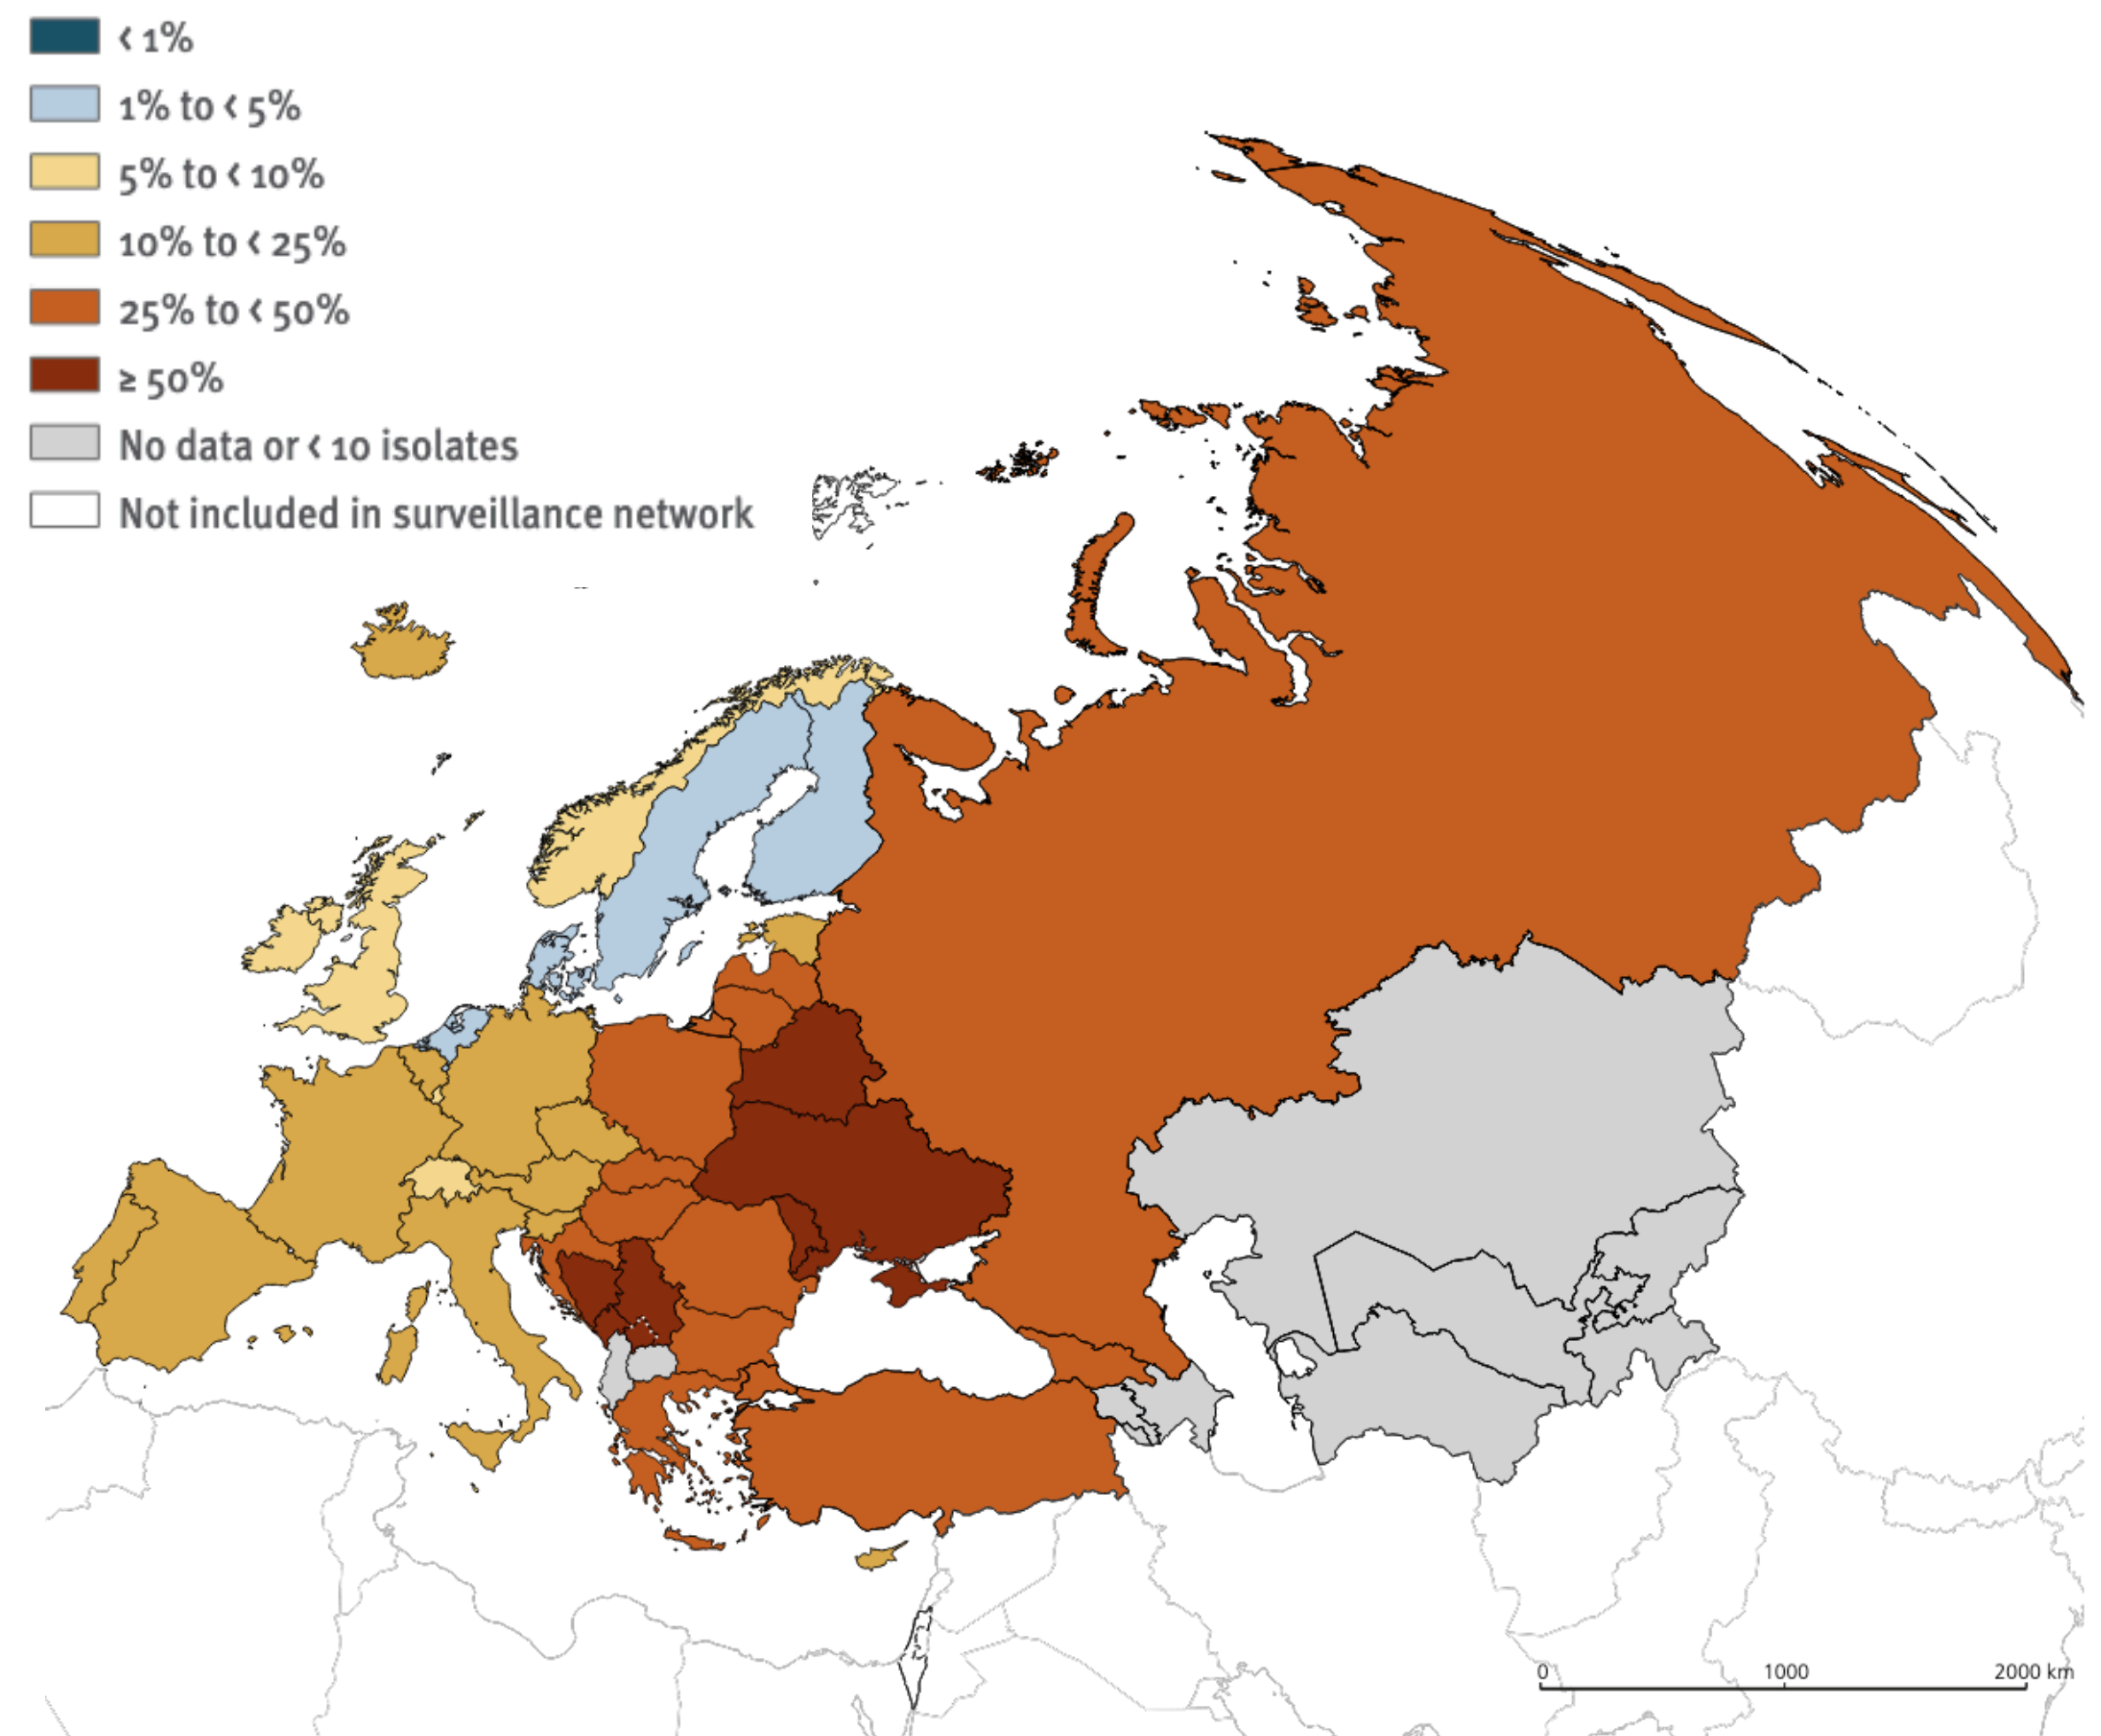 < 1%
1% to < 5%
5% to < 10%
10% to < 25%
25% to < 50%
≥ 50%
No data or < 10 isolates
Not included in surveillance network
0 1000 2000 km